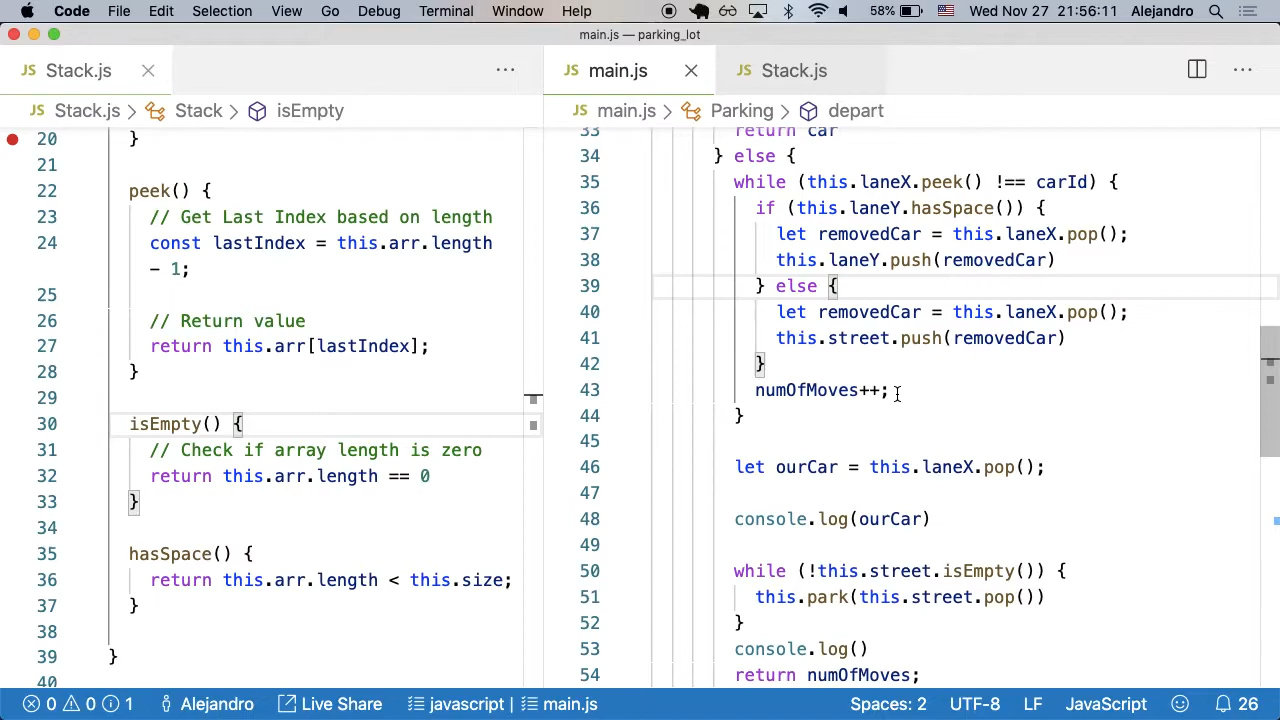 Code File Edit Selection View Go Debug Terminal Window Help 58% Wed Nov 27 21:56:11 Alejandro
main.js — parking_lot
JS Stack.js
JS Stack.js > Stack > isEmpty
20 }
21
22 peek() {
23 // Get Last Index based on length
24 const lastIndex = this.arr.length
- 1;
25
26 // Return value
27 return this.arr[lastIndex];
28 }
29
30 isEmpty() {
31 // Check if array length is zero
32 return this.arr.length == 0
33 }
34
35 hasSpace() {
36 return this.arr.length < this.size;
37 }
38
39 }
40
JS main.js JS Stack.js
JS main.js > Parking > depart
33 return car
34 } else {
35 while (this.laneX.peek() !== carId) {
36 if (this.laneY.hasSpace()) {
37 let removedCar = this.laneX.pop();
38 this.laneY.push(removedCar)
39 } else {
40 let removedCar = this.laneX.pop();
41 this.street.push(removedCar)
42 }
43 numOfMoves++;
44 }
45
46 let ourCar = this.laneX.pop();
47
48 console.log(ourCar)
49
50 while (!this.street.isEmpty()) {
51 this.park(this.street.pop())
52 }
53 console.log()
54 return numOfMoves;
0 0 1 Alejandro Live Share javascript | main.js Spaces: 2 UTF-8 LF JavaScript 26